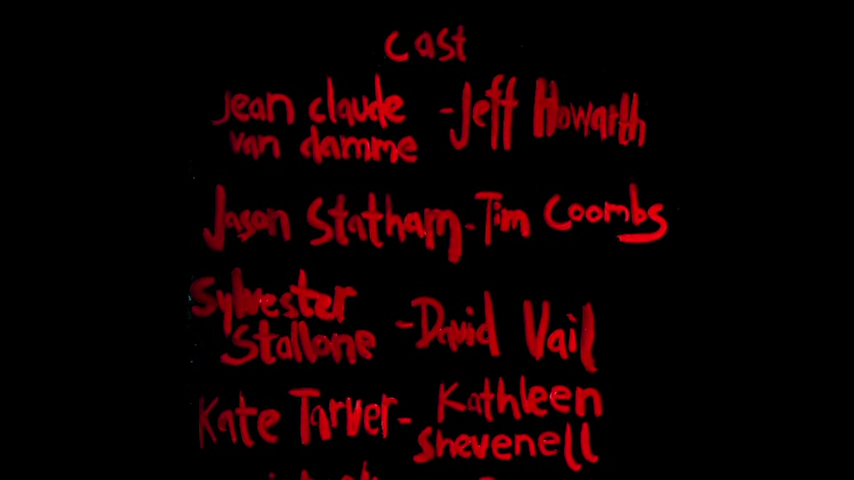 Cast
Jean claude
van damme
-Jeff Howarth
Jason Statham-Tim Coombs
Sylvester
Stallone
-David Vail
Kate Tarver-
Kathleen
Shevenell